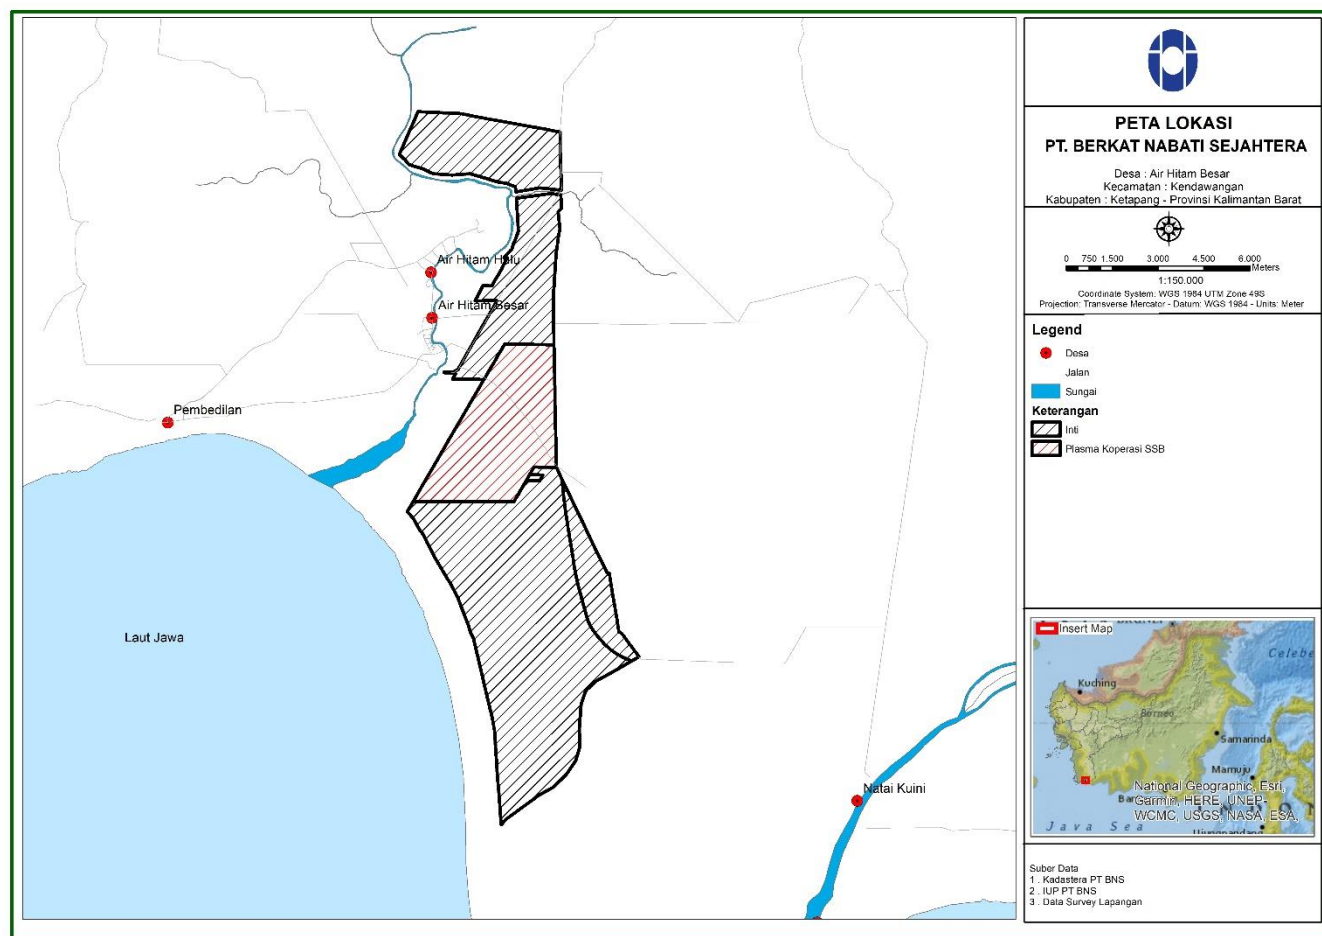 Air Hitam Hulu
Air Hitam Besar
Pembedilan
Laut Jawa
Natai Kuini
PETA LOKASI
PT. BERKAT NABATI SEJAHTERA
Desa : Air Hitam Besar
Kecamatan : Kendawangan
Kabupaten : Ketapang - Provinsi Kalimantan Barat
0 750 1.500 3.000 4.500 6.000
Meters
1:150.000
Coordinate System: WGS 1984 UTM Zone 49S
Projection: Transverse Mercator - Datum: WGS 1984 - Units: Meter
Legend
Desa
Jalan
Sungai
Keterangan
Inti
Plasma Koperasi SSB
Insert Map
Celebe
Kuching
Borneo
Samarinda
Mamuju
National Geographic, Esri,
Garmin, HERE, UNEP-
WCMC, USGS, NASA, ESA,
Java Sea
Suber Data
1 . Kadastera PT BNS
2 . IUP PT BNS
3 . Data Survey Lapangan